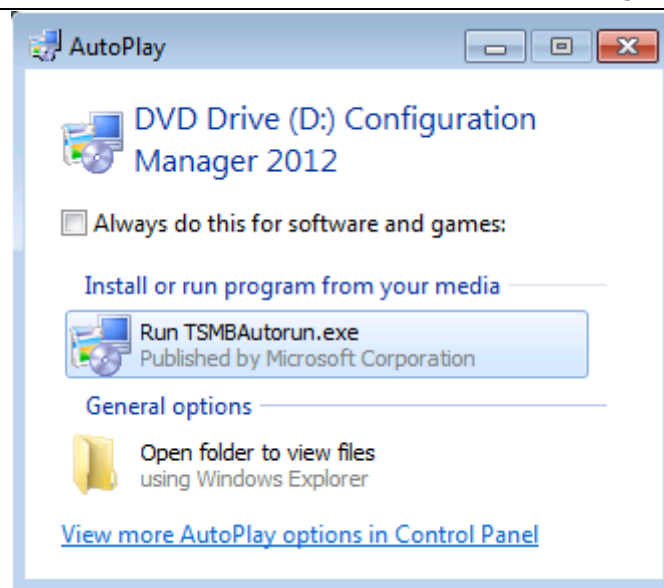 AutoPlay
DVD Drive (D:) Configuration
Manager 2012
Always do this for software and games:
Install or run program from your media
Run TSMBAutorun.exe
Published by Microsoft Corporation
General options
Open folder to view files
using Windows Explorer
View more AutoPlay options in Control Panel